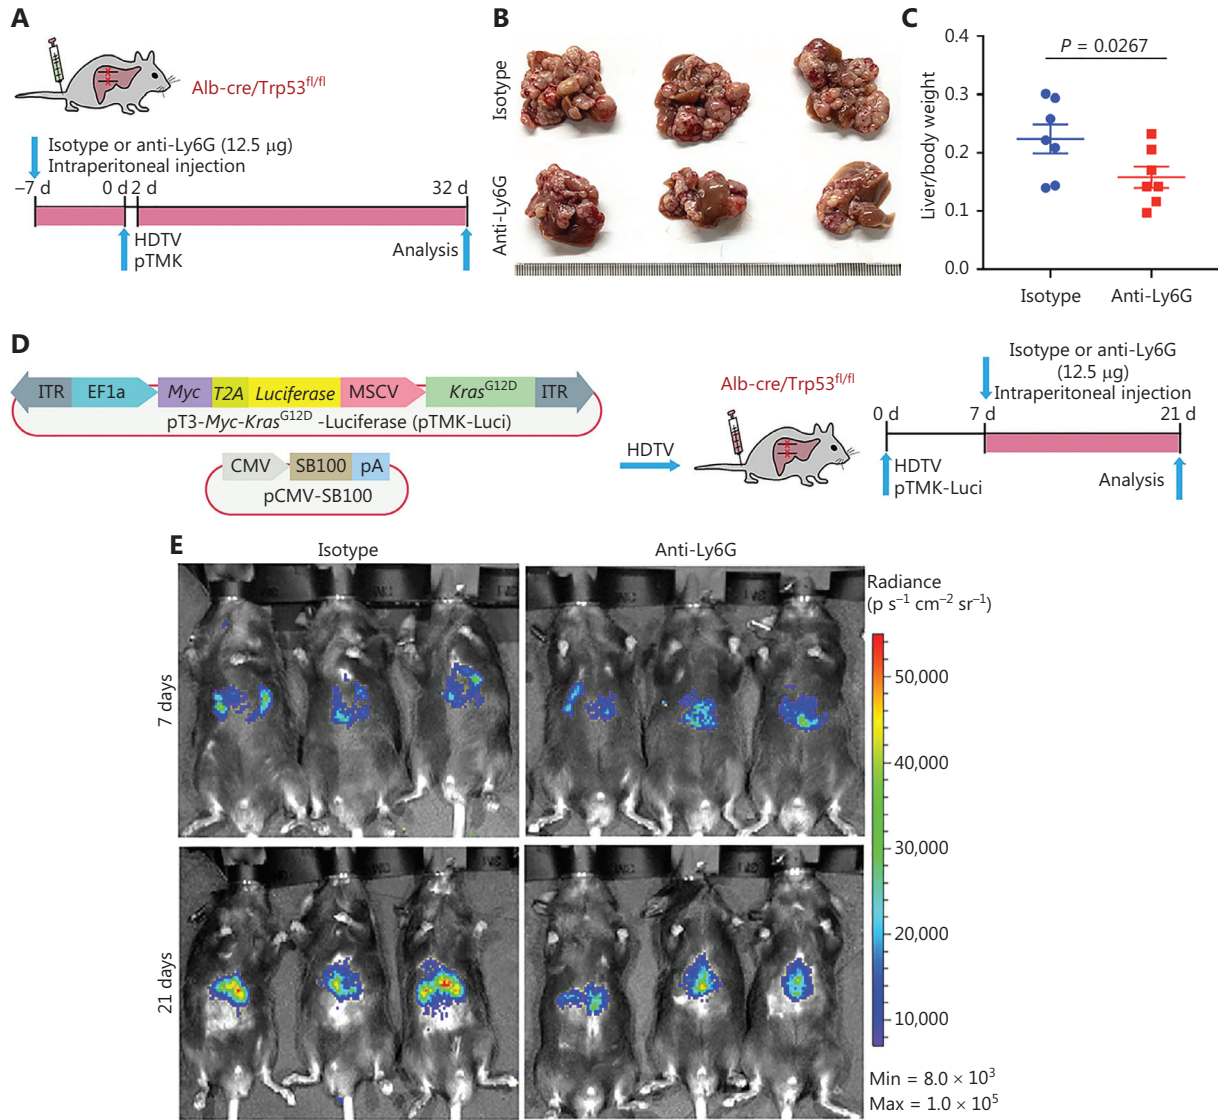 A
Alb-cre/Trp53fl/fl
Isotype or anti-Ly6G (12.5 μg)
Intraperitoneal injection
–7 d
0 d
2 d
32 d
HDTV
pTMK
Analysis
B
Isotype
Anti-Ly6G
C
P = 0.0267
Liver/body weight
0.4
0.3
0.2
0.1
0.0
Isotype
Anti-Ly6G
D
ITR
EF1a
Myc
T2A
Luciferase
MSCV
KrasG12D
ITR
pT3-Myc-KrasG12D -Luciferase (pTMK-Luci)
CMV
SB100
pA
pCMV-SB100
HDTV
Alb-cre/Trp53fl/fl
Isotype or anti-Ly6G
(12.5 μg)
Intraperitoneal injection
0 d
7 d
21 d
HDTV
pTMK-Luci
Analysis
E
Isotype
Anti-Ly6G
7 days
21 days
Radiance
(p s–1 cm–2 sr–1)
50,000
40,000
30,000
20,000
10,000
Min = 8.0 × 103
Max = 1.0 × 105